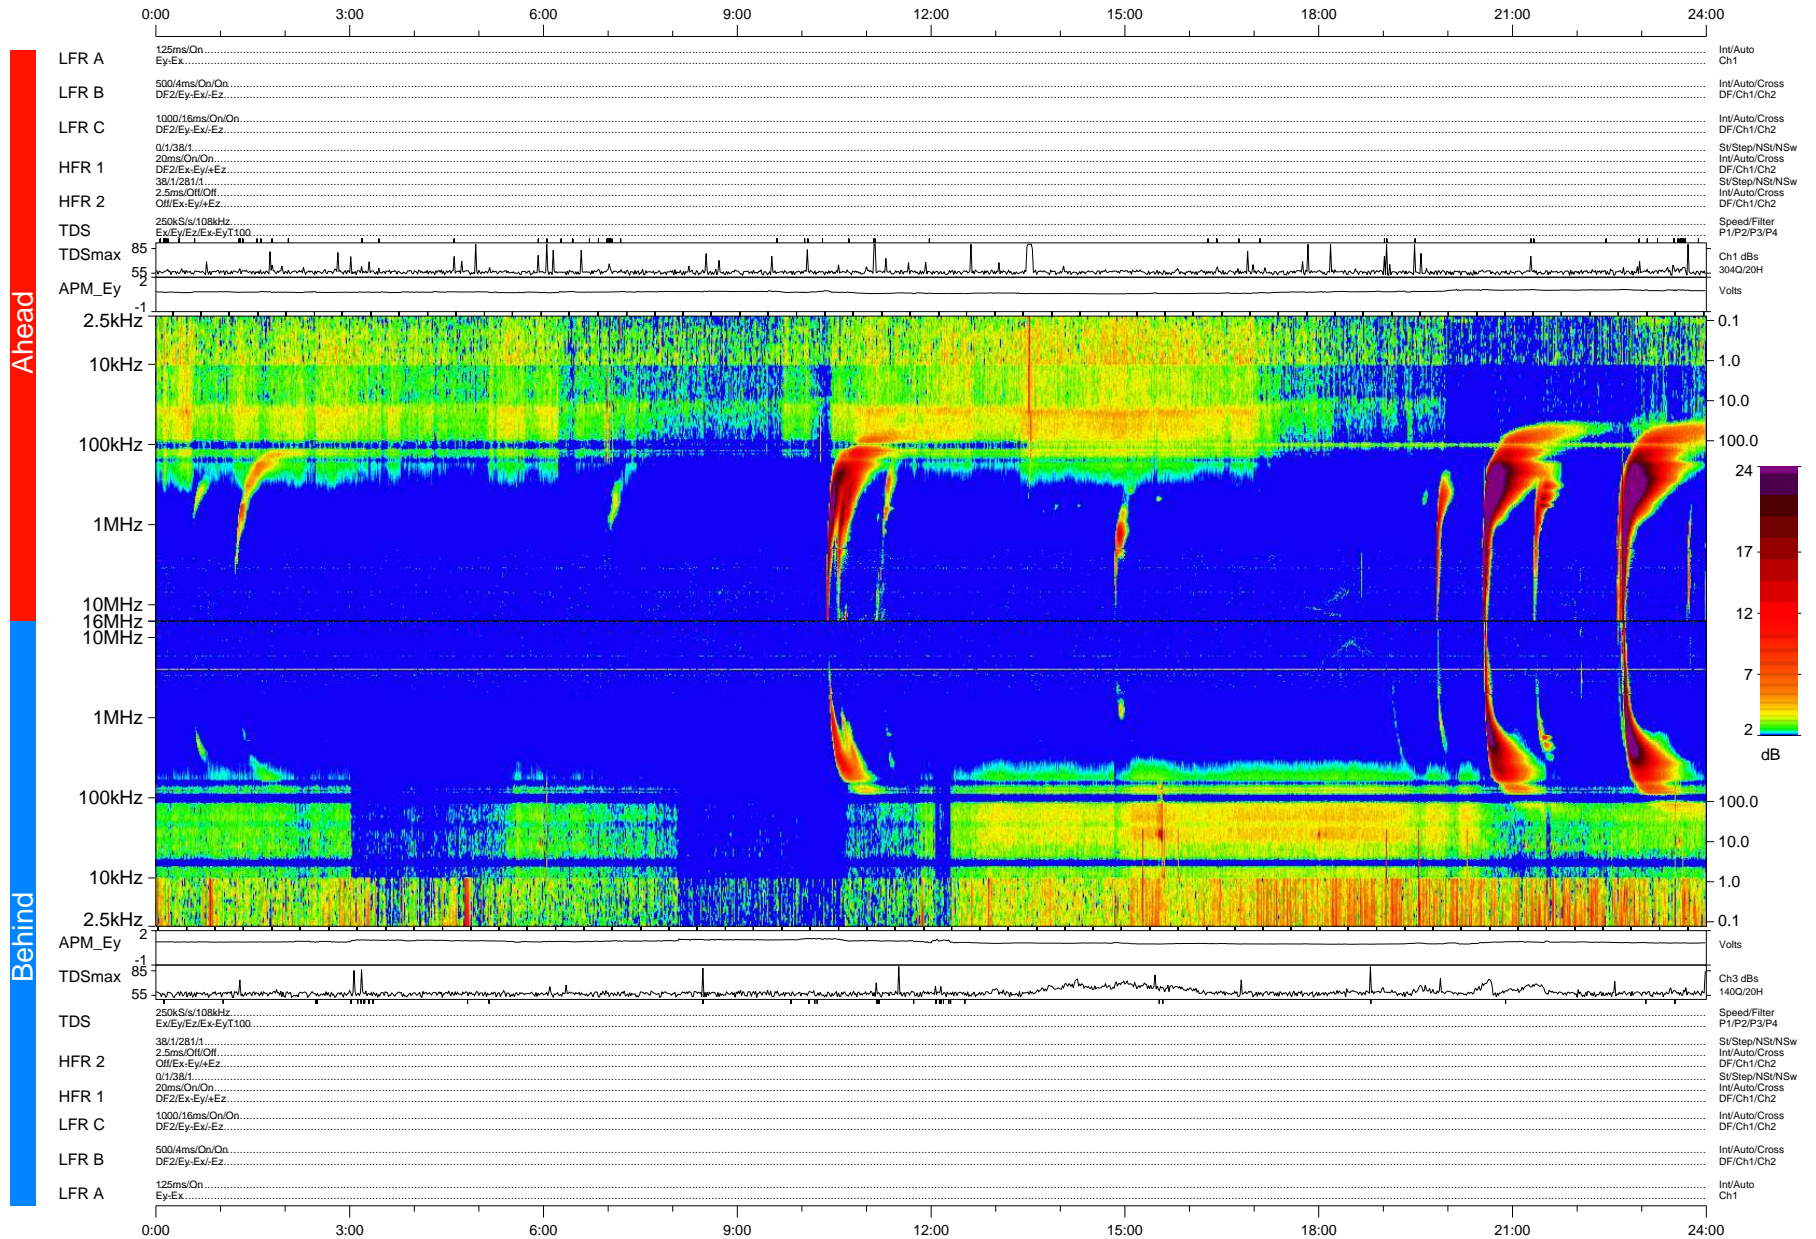 0:00 3:00 6:00 9:00 12:00 15:00 18:00 21:00 24:00
Ahead
LFR A 125ms/On Int/Auto
Ey-Ex Ch1
LFR B 500/4ms/On/On Int/Auto/Cross
DF2/Ey-Ex/-Ez DF/Ch1/Ch2
LFR C 1000/16ms/On/On Int/Auto/Cross
DF2/Ey-Ex/-Ez DF/Ch1/Ch2
0/1/38/1 St/Step/NSt/NSw
HFR 1 20ms/On/On Int/Auto/Cross
DF2/Ex-Ey/+Ez DF/Ch1/Ch2
38/1/281/1 St/Step/NSt/NSw
HFR 2 2.5ms/Off/Off Int/Auto/Cross
Off/Ex-Ey/+Ez DF/Ch1/Ch2
TDS 250kS/s/108kHz Speed/Filter
Ex/Ey/Ez/Ex-EyT100 P1/P2/P3/P4
TDSmax 85 Ch1 dBs
55 304Q/20H
APM_Ey 2 Volts
-1
2.5kHz 0.1
10kHz 1.0
10.0
100kHz 100.0
1MHz
10MHz
16MHz
10MHz
1MHz
100kHz 100.0
10.0
10kHz 1.0
2.5kHz 0.1
24
17
12
7
2
dB
Behind
APM_Ey 2 Volts
-1
TDSmax 85 Ch3 dBs
55 140Q/20H
TDS 250kS/s/108kHz Speed/Filter
Ex/Ey/Ez/Ex-EyT100 P1/P2/P3/P4
38/1/281/1 St/Step/NSt/NSw
HFR 2 2.5ms/Off/Off Int/Auto/Cross
Off/Ex-Ey/+Ez DF/Ch1/Ch2
0/1/38/1 St/Step/NSt/NSw
HFR 1 20ms/On/On Int/Auto/Cross
DF2/Ex-Ey/+Ez DF/Ch1/Ch2
LFR C 1000/16ms/On/On Int/Auto/Cross
DF2/Ey-Ex/-Ez DF/Ch1/Ch2
LFR B 500/4ms/On/On Int/Auto/Cross
DF2/Ey-Ex/-Ez DF/Ch1/Ch2
LFR A 125ms/On Int/Auto
Ey-Ex Ch1
0:00 3:00 6:00 9:00 12:00 15:00 18:00 21:00 24:00